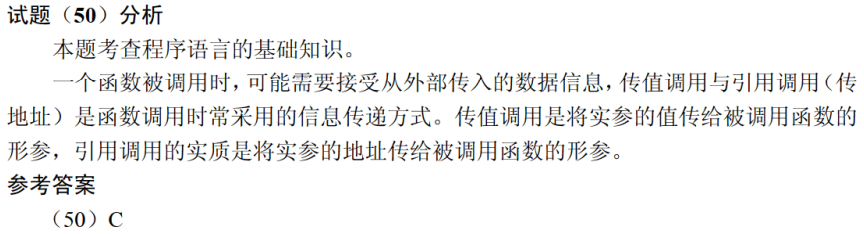 试题（50）分析
本题考查程序语言的基础知识。
一个函数被调用时，可能需要接受从外部传入的数据信息，传值调用与引用调用（传
地址）是函数调用时常采用的信息传递方式。传值调用是将实参的值传给被调用函数的
形参，引用调用的实质是将实参的地址传给被调用函数的形参。
参考答案
（50）C